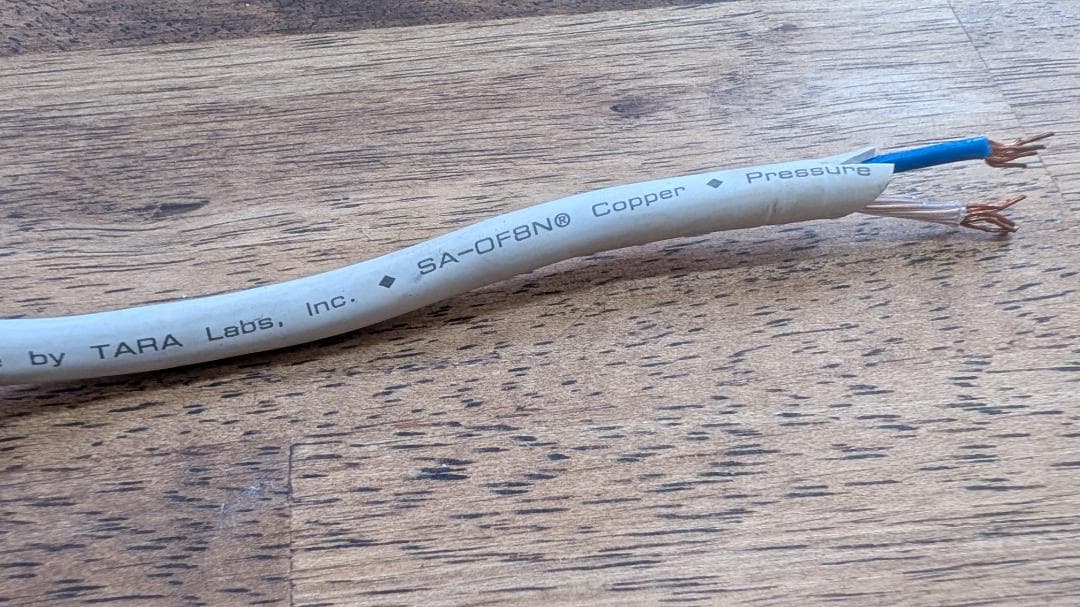 by TARA Labs, Inc. ◆ SA-OF8N® Copper ◆ Pressure